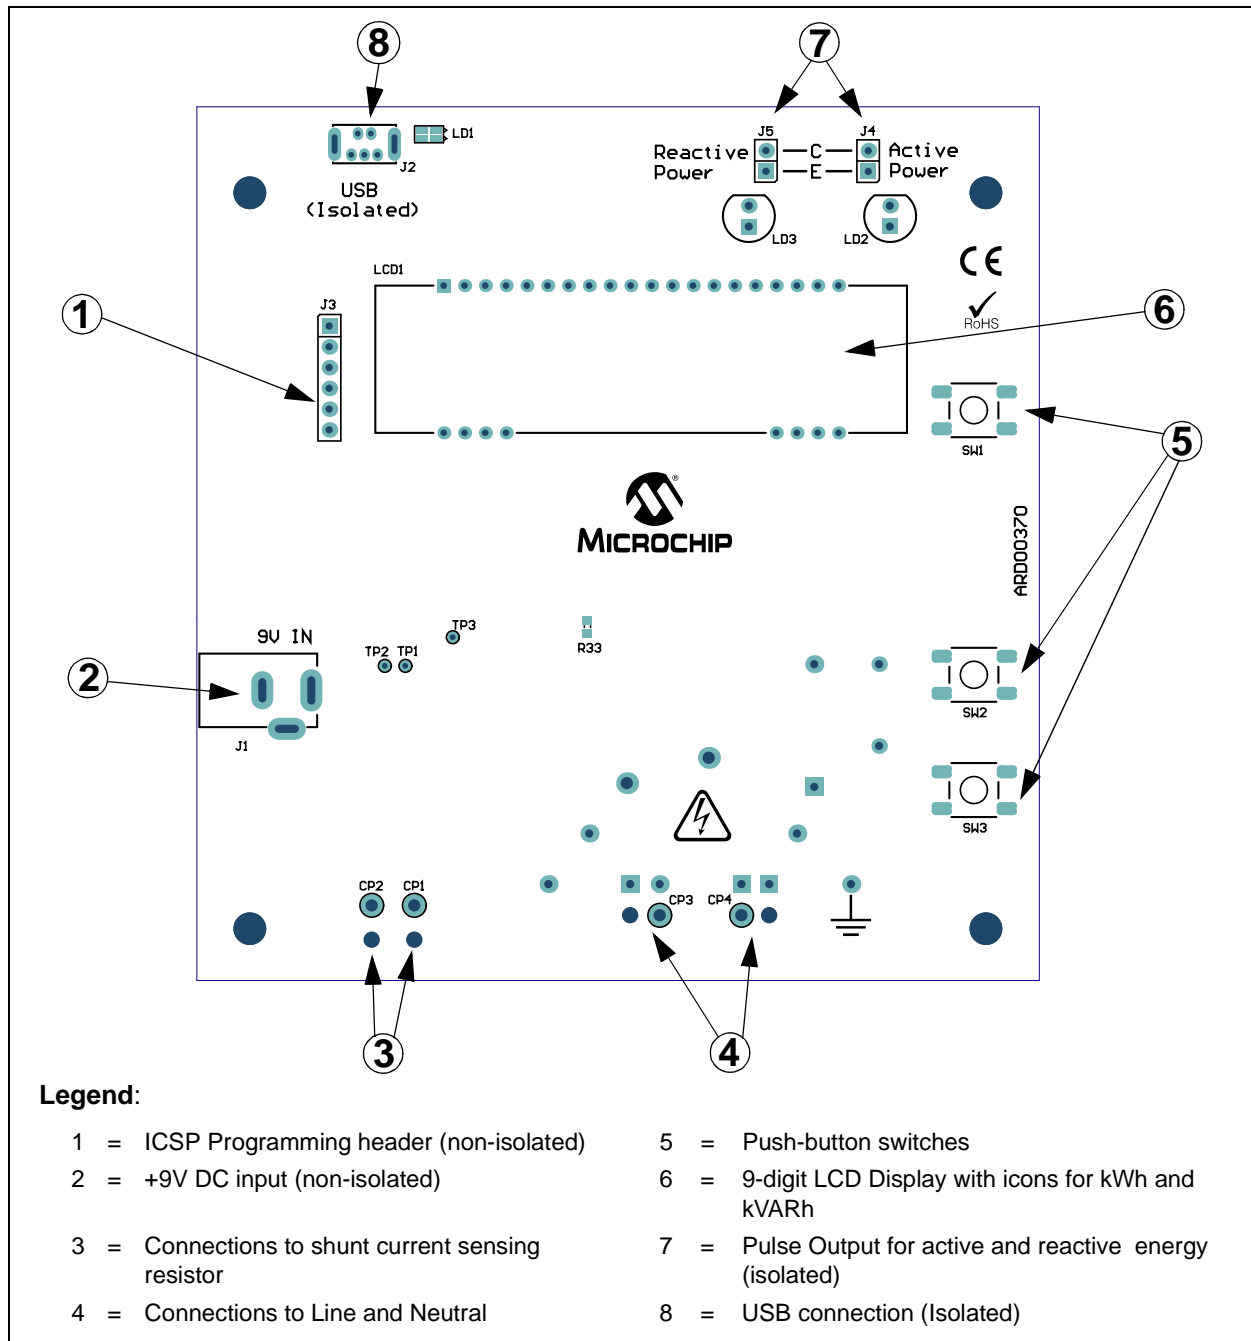 8
7
J5
J4
LD1
Reactive
Power
C
E
Active
Power
J2
USB
(Isolated)
LD3
LD2
LCD1
CE
RoHS
J3
1
6
SW1
5
®
MICROCHIP
ARD00370
9V IN
TP3
TP2
TP1
R33
2
J1
SW2
SW3
CP2
CP1
CP3
CP4
3
4
Legend:
1 = ICSP Programming header (non-isolated)
2 = +9V DC input (non-isolated)
3 = Connections to shunt current sensing
resistor
4 = Connections to Line and Neutral
5 = Push-button switches
6 = 9-digit LCD Display with icons for kWh and
kVARh
7 = Pulse Output for active and reactive energy
(isolated)
8 = USB connection (Isolated)